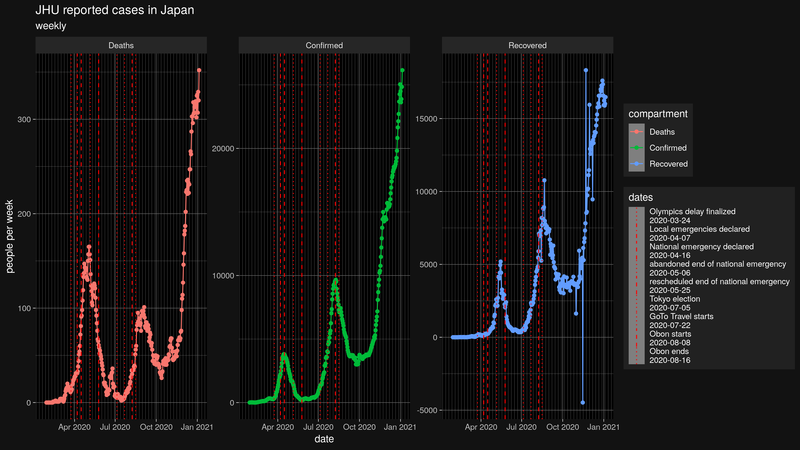 JHU reported cases in Japan
weekly
Deaths
Confirmed
Recovered
people per week
300
200
100
0
20000
10000
0
15000
10000
5000
0
-5000
Apr 2020 Jul 2020 Oct 2020 Jan 2021
Apr 2020 Jul 2020 Oct 2020 Jan 2021
Apr 2020 Jul 2020 Oct 2020 Jan 2021
date
compartment
Deaths
Confirmed
Recovered
dates
Olympics delay finalized
2020-03-24
Local emergencies declared
2020-04-07
National emergency declared
2020-04-16
abandoned end of national emergency
2020-05-06
rescheduled end of national emergency
2020-05-25
Tokyo election
2020-07-05
GoTo Travel starts
2020-07-22
Obon starts
2020-08-08
Obon ends
2020-08-16